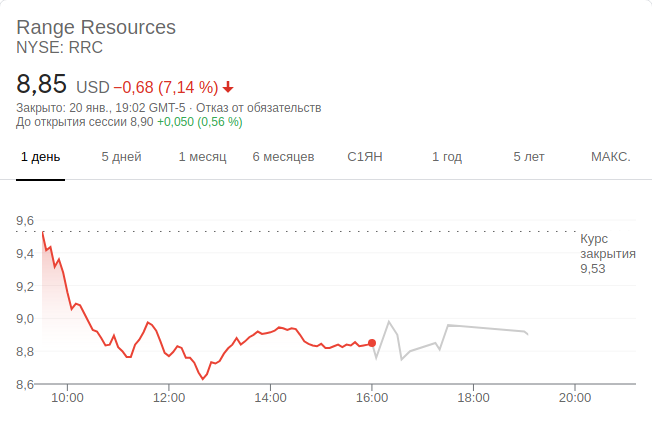 Range Resources
NYSE: RRC
8,85 USD −0,68 (7,14 %)
Закрыто: 20 янв., 19:02 GMT-5 · Отказ от обязательств
До открытия сессии 8,90 +0,050 (0,56 %)
1 день 5 дней 1 месяц 6 месяцев С1ЯН 1 год 5 лет МАКС.
9,6
Курс
закрытия
9,53
9,4
9,2
9,0
8,8
8,6
10:00 12:00 14:00 16:00 18:00 20:00